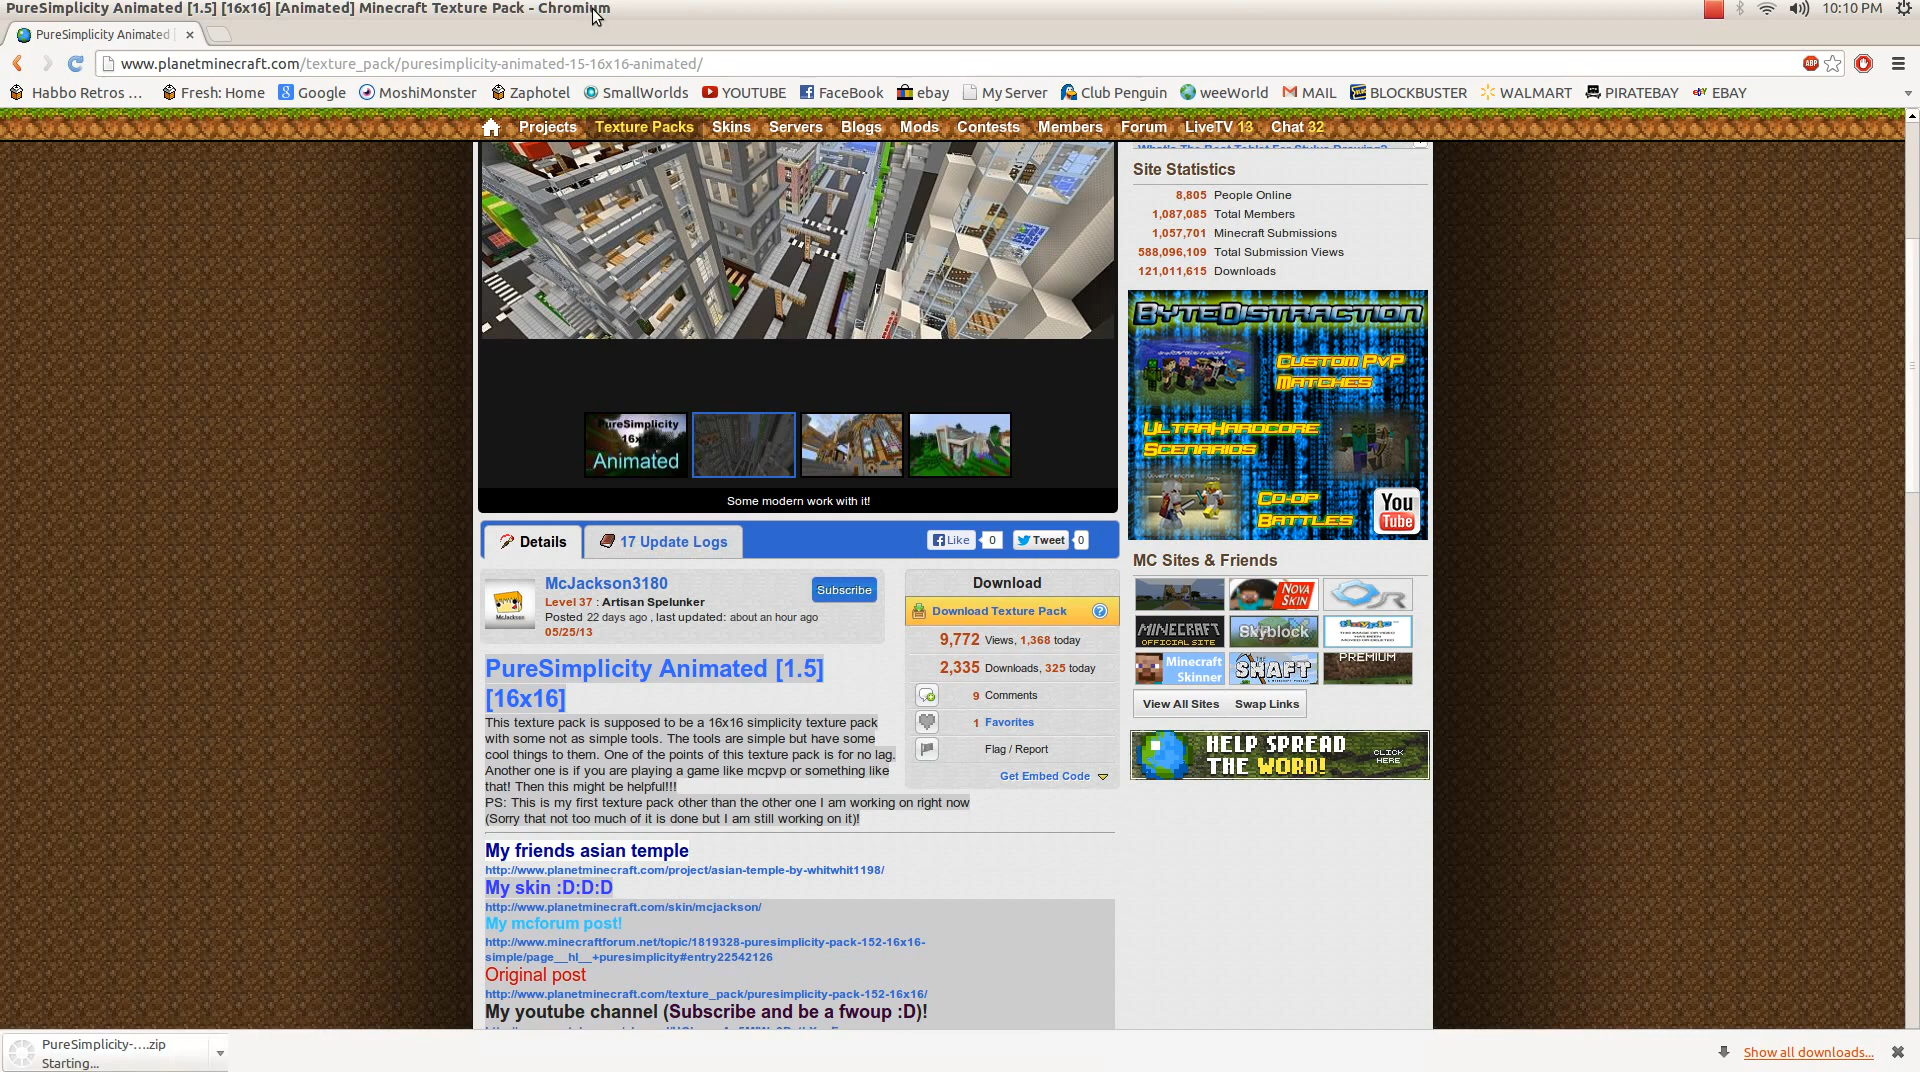 PureSimplicity Animated [1.5] [16x16] [Animated] Minecraft Texture Pack - Chromium
10:10 PM
PureSimplicity Animated
www.planetminecraft.com/texture_pack/puresimplicity-animated-15-16x16-animated/
ABP
Habbo Retros ... Fresh: Home Google MoshiMonster Zaphotel SmallWorlds YOUTUBE FaceBook ebay My Server Club Penguin weeWorld MAIL BLOCKBUSTER WALMART PIRATEBAY EBAY
Projects Texture Packs Skins Servers Blogs Mods Contests Members Forum LiveTV 13 Chat 32
What's The Best Tablet For Stylus Drawing?
Site Statistics
8,805 People Online
1,087,085 Total Members
1,057,701 Minecraft Submissions
588,096,109 Total Submission Views
121,011,615 Downloads
ByteDistraction
Custom PvP
Matches
UltraHardcore
Scenarios
Co-op
Battles
You
Tube
PureSimplicity
Animated
Some modern work with it!
Details
17 Update Logs
Like 0
Tweet 0
McJackson3180
Level 37 : Artisan Spelunker
Posted 22 days ago , last updated: about an hour ago
05/25/13
McJackson
Subscribe
Download
Download Texture Pack ?
9,772 Views, 1,368 today
2,335 Downloads, 325 today
9 Comments
1 Favorites
Flag / Report
Get Embed Code
PureSimplicity Animated [1.5]
[16x16]
This texture pack is supposed to be a 16x16 simplicity texture pack
with some not as simple tools. The tools are simple but have some
cool things to them. One of the points of this texture pack is for no lag.
Another one is if you are playing a game like mcpvp or something like
that! Then this might be helpful!!!
PS: This is my first texture pack other than the other one I am working on right now
(Sorry that not too much of it is done but I am still working on it)!
My friends asian temple
http://www.planetminecraft.com/project/asian-temple-by-whitwhit1198/
My skin :D:D:D
http://www.planetminecraft.com/skin/mcjackson/
My mcforum post!
http://www.minecraftforum.net/topic/1819328-puresimplicity-pack-152-16x16-
simple/page__hl__+puresimplicity#entry22542126
Original post
http://www.planetminecraft.com/texture_pack/puresimplicity-pack-152-16x16/
My youtube channel (Subscribe and be a fwoup :D)!
MC Sites & Friends
NOVA
SKIN
MINECRAFT
OFFICIAL SITE
Skyblock
Minecraft
Skinner
THE
SHAFT
PREMIUM
View All Sites
Swap Links
HELP SPREAD
THE WORD!
CLICK
HERE
PureSimplicity-....zip
Starting...
Show all downloads...